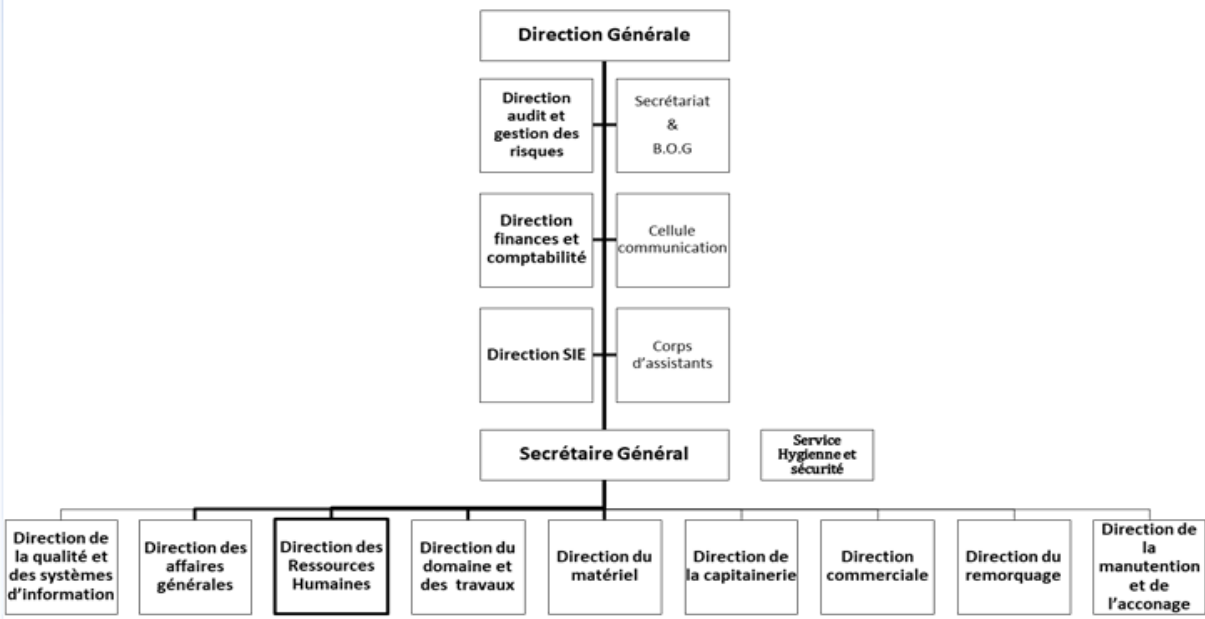 Direction Générale
Direction
audit et
gestion des
risques
Secrétariat
&
B.O.G
Direction
finances et
comptabilité
Cellule
communication
Direction SIE
Corps
d'assistants
Secrétaire Général
Service
Hygienne et
sécurité
Direction de
la qualité et
des systèmes
d'information
Direction des
affaires
générales
Direction des
Ressources
Humaines
Direction du
domaine et
des travaux
Direction du
matériel
Direction de
la capitainerie
Direction
commerciale
Direction du
remorquage
Direction de
la
manutention
et de
l'acconage